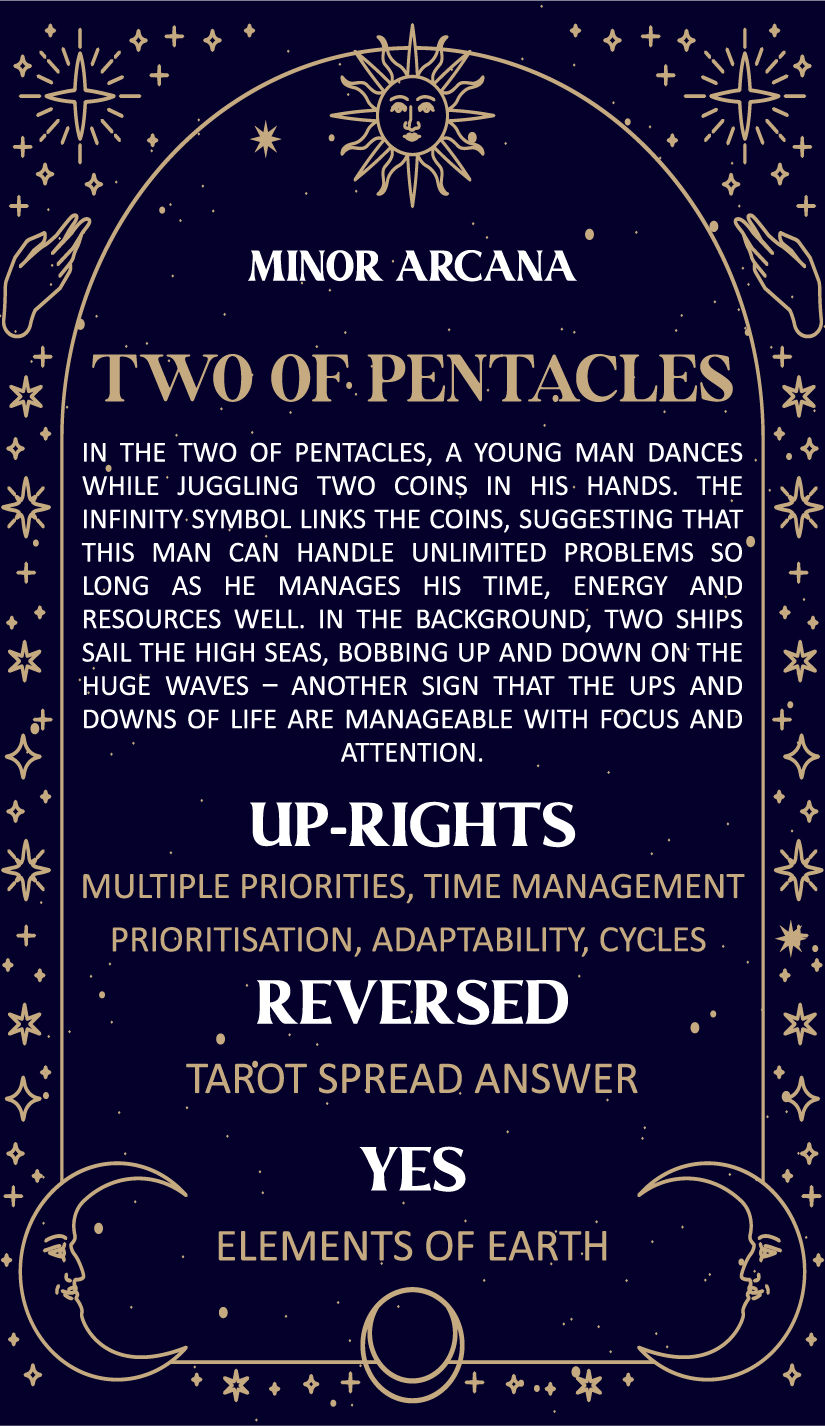 MINOR ARCANA
TWO OF PENTACLES
IN THE TWO OF PENTACLES, A YOUNG MAN DANCES
WHILE JUGGLING TWO COINS IN HIS HANDS. THE
INFINITY SYMBOL LINKS THE COINS, SUGGESTING THAT
THIS MAN CAN HANDLE UNLIMITED PROBLEMS SO
LONG AS HE MANAGES HIS TIME, ENERGY AND
RESOURCES WELL. IN THE BACKGROUND, TWO SHIPS
SAIL THE HIGH SEAS, BOBBING UP AND DOWN ON THE
HUGE WAVES – ANOTHER SIGN THAT THE UPS AND
DOWNS OF LIFE ARE MANAGEABLE WITH FOCUS AND
ATTENTION.
UP-RIGHTS
MULTIPLE PRIORITIES, TIME MANAGEMENT
PRIORITISATION, ADAPTABILITY, CYCLES
REVERSED
TAROT SPREAD ANSWER
YES
ELEMENTS OF EARTH